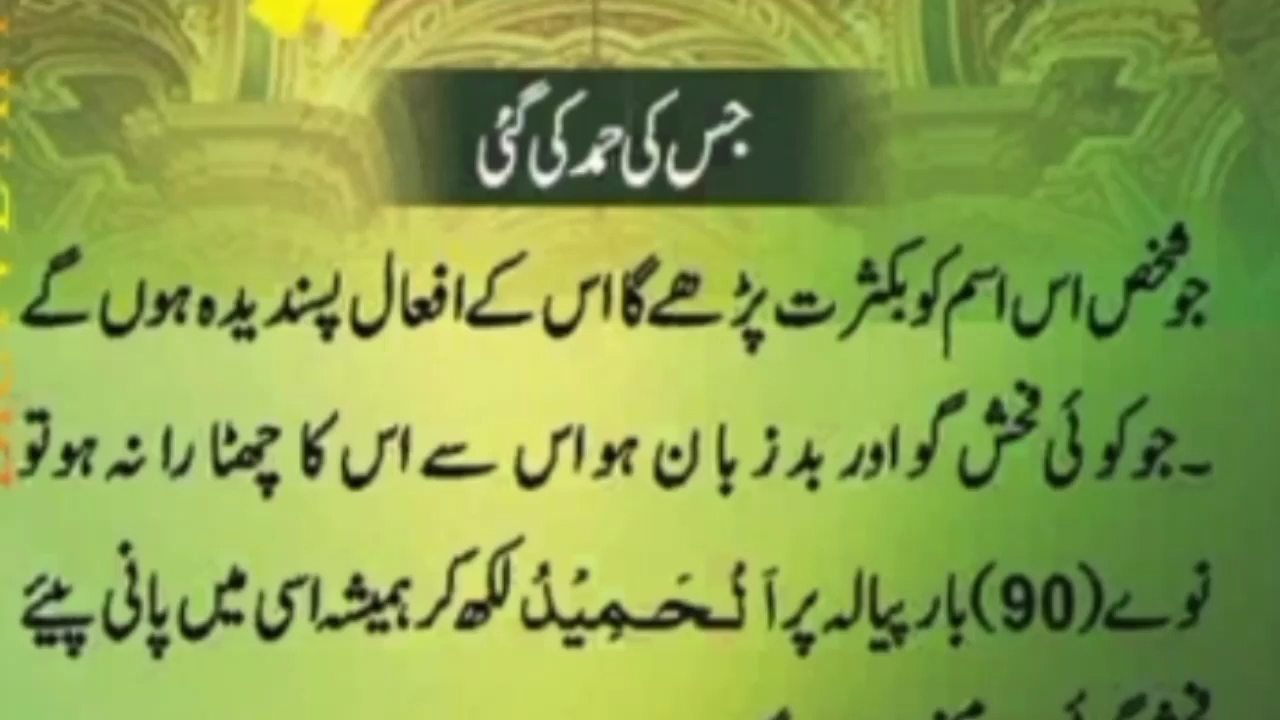 جس کی حمد کی گئی
جو شخص اس اسم کو بکثرت پڑھے گا اس کے افعال پسندیدہ ہوں گے
۔جو کوئی فحش گو اور بدزبان ہو اس سے اس کا چھٹارا نہ ہو تو
نوے(90)بار پیالہ پر اَلْحَمِیْدُ لکھ کر ہمیشہ اسی میں پانی پیئے